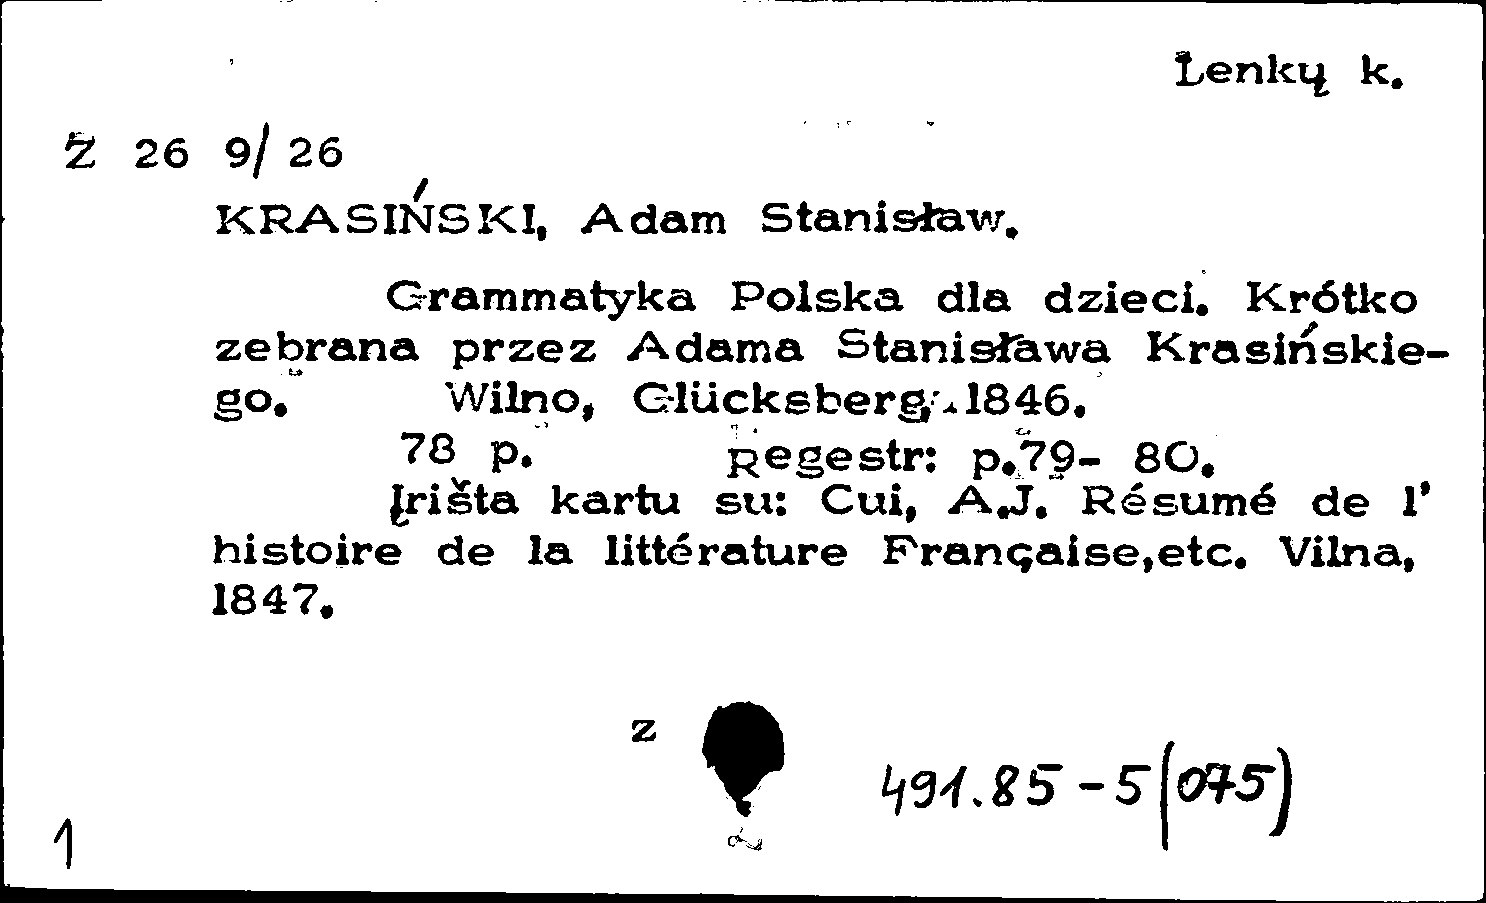 Lenkų k.
Z 26 9/26
KRASIŃSKI, Adam Stanisław.
Grammatyka Polska dla dzieci. Krótko
zebrana przez Adama Stanisława Krasińskie-
go. Wilno, Glücksberg, 1846.
78 p. Regestr: p.79- 80.
Įrišta kartu su: Cui, A.J. Résumé de l'
histoire de la littérature Française,etc. Vilna,
1847.
z
491.85-5(075)
1